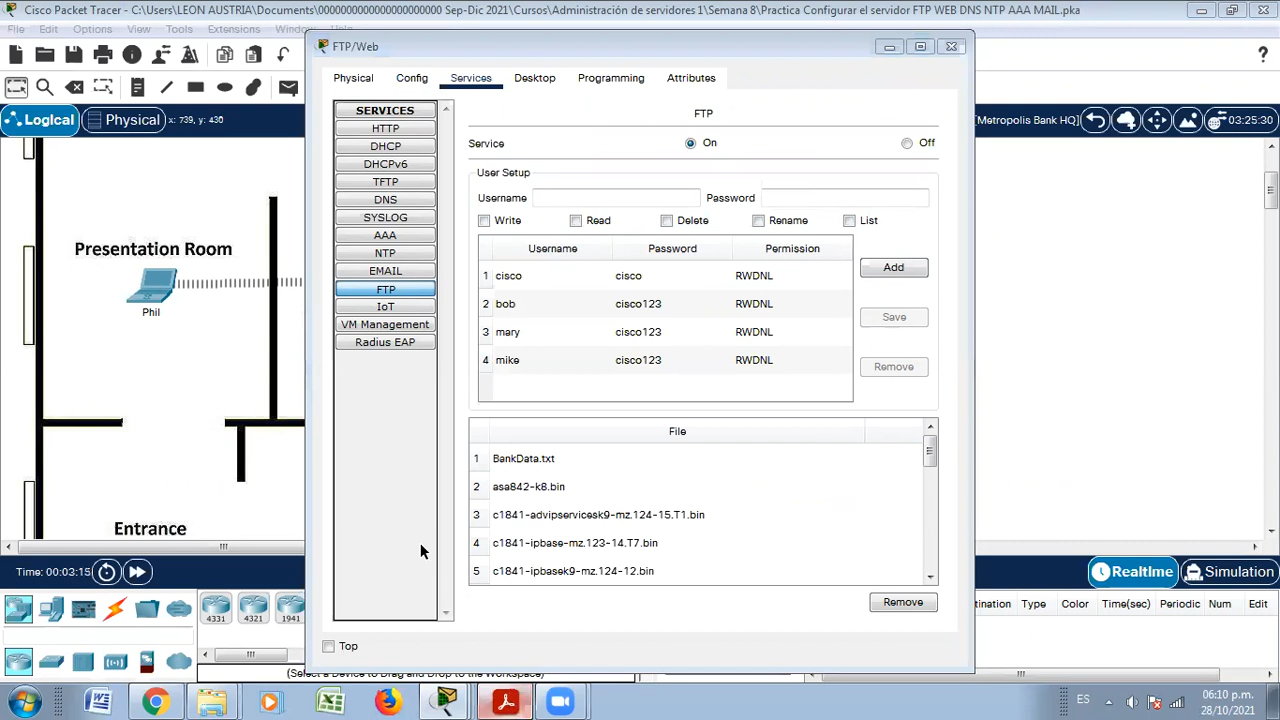 Cisco Packet Tracer - C:\Users\LEON AUSTRIA\Documents\000000000000000000000 Sep-Dic 2021\Cursos\Administración de servidores 1\Semana 8\Practica Configurar el servidor FTP WEB DNS NTP AAA MAIL.pka
File Edit Options View Tools Extensions Window
FTP/Web
Physical Config Services Desktop Programming Attributes
Logical Physical x: 739, y: 430
[Metropolis Bank HQ] 03:25:30
SERVICES
HTTP
DHCP
DHCPv6
TFTP
DNS
SYSLOG
AAA
NTP
EMAIL
FTP
IoT
VM Management
Radius EAP
FTP
Service On Off
User Setup
Username Password
Write Read Delete Rename List
Username Password Permission
1 cisco cisco RWDNL
2 bob cisco123 RWDNL
3 mary cisco123 RWDNL
4 mike cisco123 RWDNL
Add
Save
Remove
File
1 BankData.txt
2 asa842-k8.bin
3 c1841-advipservicesk9-mz.124-15.T1.bin
4 c1841-ipbase-mz.123-14.T7.bin
5 c1841-ipbasek9-mz.124-12.bin
Remove
Top
Presentation Room
Phil
Entrance
Time: 00:03:15
Realtime Simulation
4331 4321 1941
Type Color Time(sec) Periodic Num Edit
(Select a Device to Drag and Drop to the Workspace)
ES
06:10 p.m.
28/10/2021